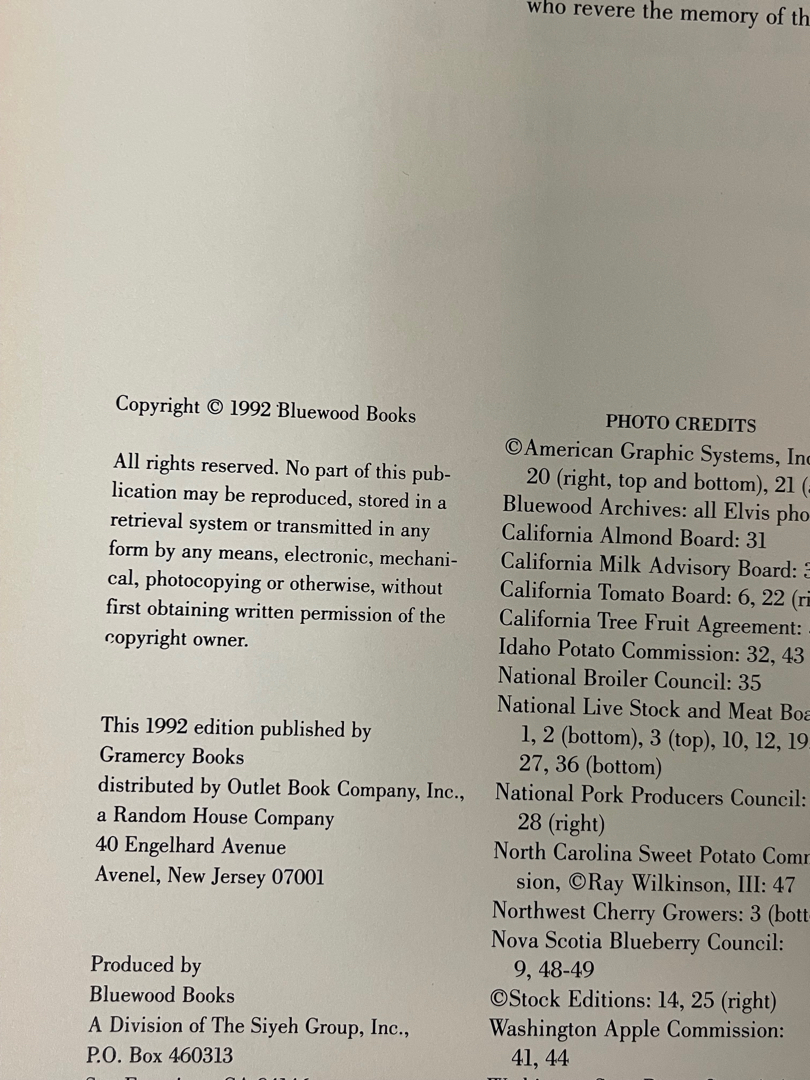 who revere the memory of
Copyright © 1992 Bluewood Books
All rights reserved. No part of this pub-
lication may be reproduced, stored in a
retrieval system or transmitted in any
form by any means, electronic, mechani-
cal, photocopying or otherwise, without
first obtaining written permission of the
copyright owner.
This 1992 edition published by
Gramercy Books
distributed by Outlet Book Company, Inc.,
a Random House Company
40 Engelhard Avenue
Avenel, New Jersey 07001
Produced by
Bluewood Books
A Division of The Siyeh Group, Inc.,
P.O. Box 460313
PHOTO CREDITS
©American Graphic Systems,
20 (right, top and bottom), 21
Bluewood Archives: all Elvis
California Almond Board: 31
California Milk Advisory Board:
California Tomato Board: 6, 22
California Tree Fruit Agreement:
Idaho Potato Commission: 32, 43
National Broiler Council: 35
National Live Stock and Meat
1, 2 (bottom), 3 (top), 10, 12, 19
27, 36 (bottom)
National Pork Producers Council:
28 (right)
North Carolina Sweet Potato
sion, ©Ray Wilkinson, III: 47
Northwest Cherry Growers: 3
Nova Scotia Blueberry Council:
9, 48-49
©Stock Editions: 14, 25 (right)
Washington Apple Commission:
41, 44